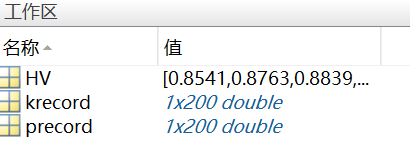 工作区
名称 值
HV [0.8541,0.8763,0.8839,...
krecord 1x200 double
precord 1x200 double